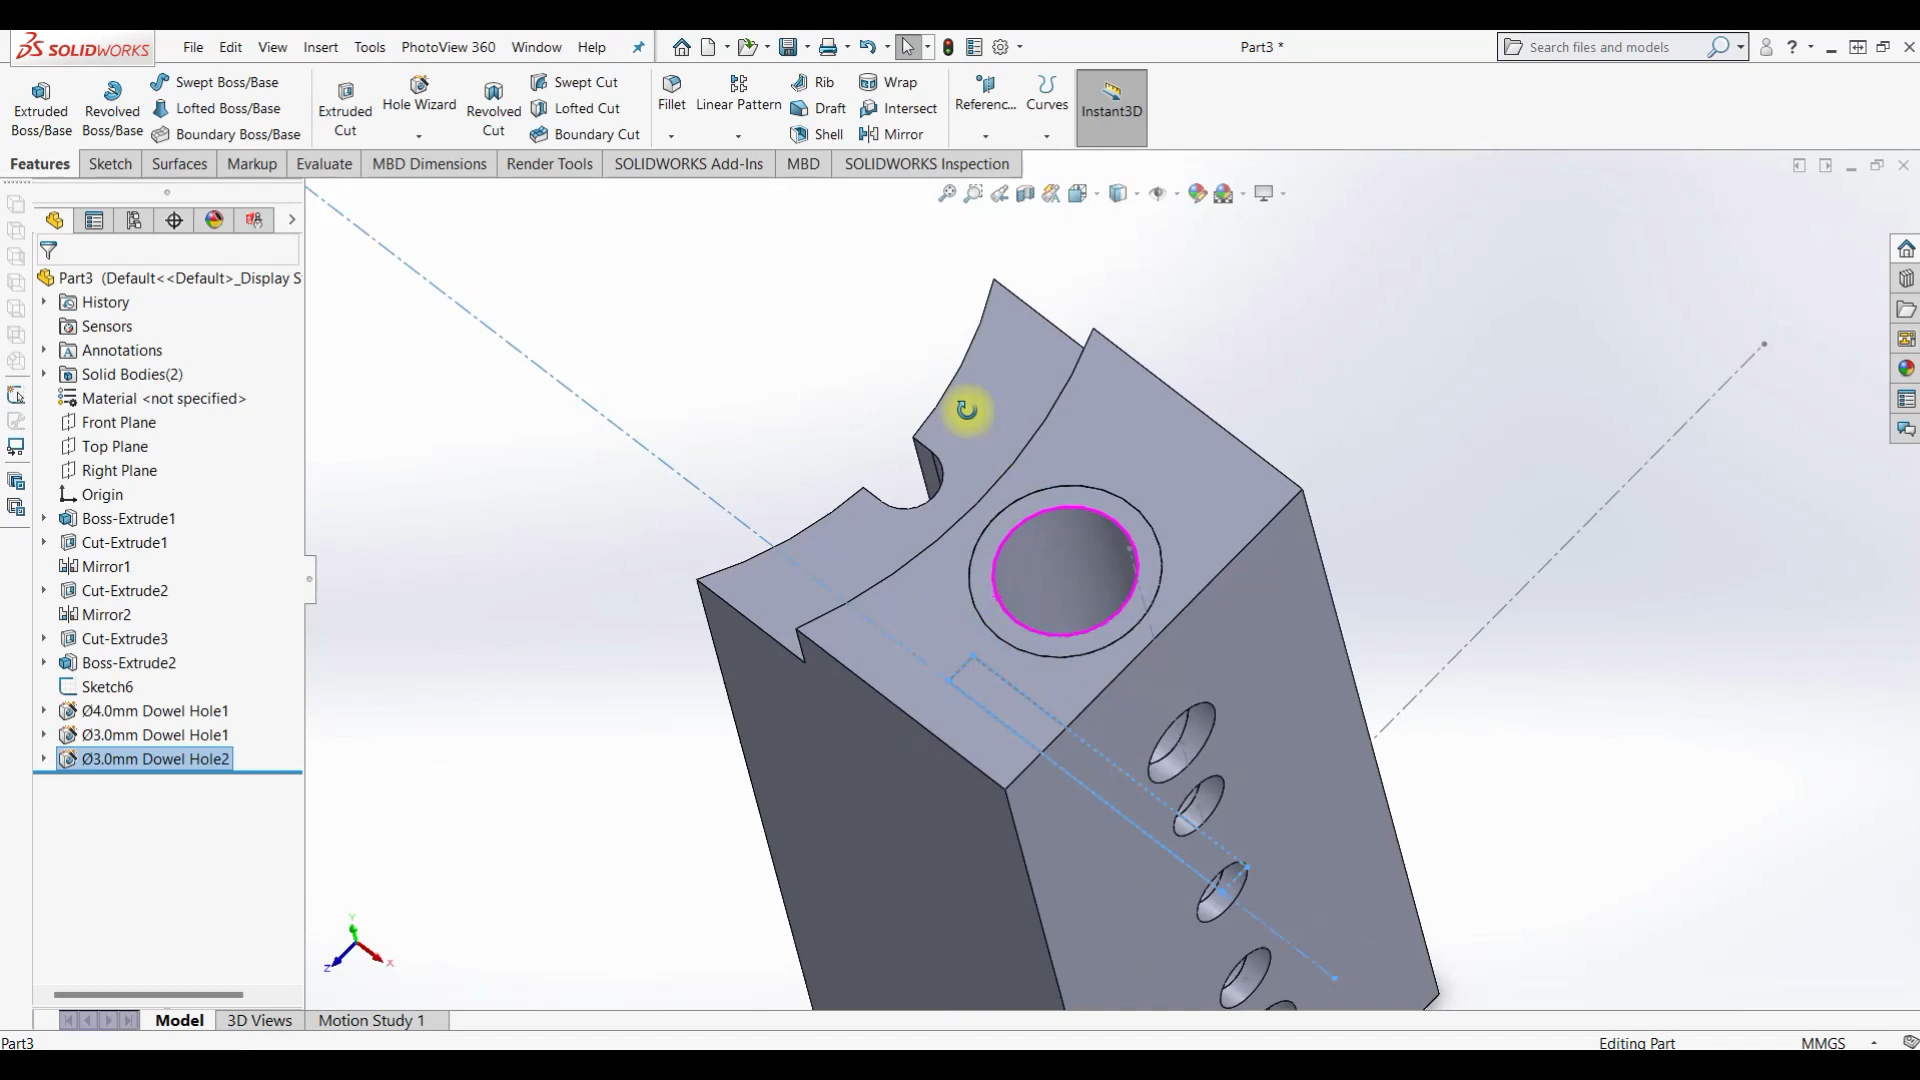 SOLIDWORKS
File Edit View Insert Tools PhotoView 360 Window Help
Part3 *
Search files and models
?
Extruded Boss/Base
Revolved Boss/Base
Swept Boss/Base
Lofted Boss/Base
Boundary Boss/Base
Extruded Cut
Hole Wizard
Revolved Cut
Swept Cut
Lofted Cut
Boundary Cut
Fillet
Linear Pattern
Rib
Draft
Shell
Wrap
Intersect
Mirror
Referenc...
Curves
Instant3D
Features Sketch Surfaces Markup Evaluate MBD Dimensions Render Tools SOLIDWORKS Add-Ins MBD SOLIDWORKS Inspection
Part3 (Default<<Default>_Display S
History
Sensors
Annotations
Solid Bodies(2)
Material <not specified>
Front Plane
Top Plane
Right Plane
Origin
Boss-Extrude1
Cut-Extrude1
Mirror1
Cut-Extrude2
Mirror2
Cut-Extrude3
Boss-Extrude2
Sketch6
Ø4.0mm Dowel Hole1
Ø3.0mm Dowel Hole1
Ø3.0mm Dowel Hole2
Y
X
Z
Model 3D Views Motion Study 1
Part3
Editing Part
MMGS